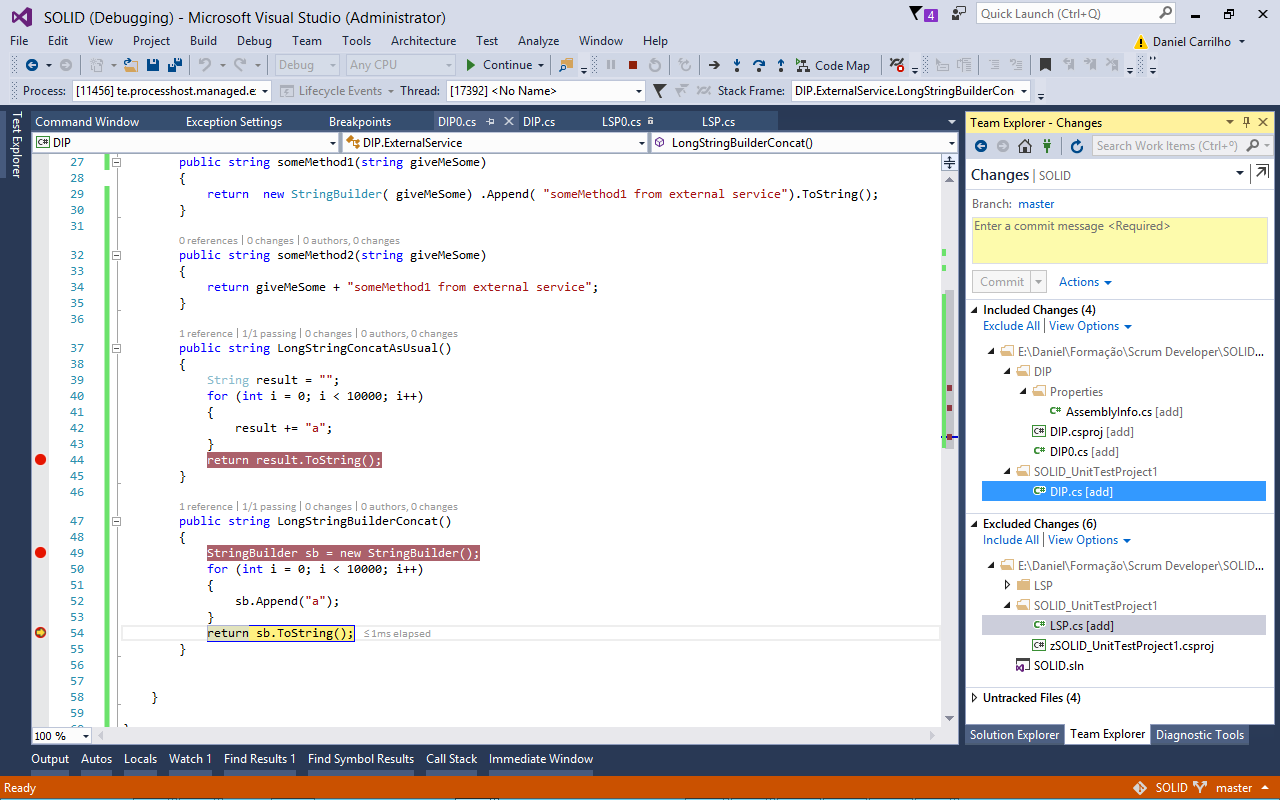 SOLID (Debugging) - Microsoft Visual Studio (Administrator)
4
Quick Launch (Ctrl+Q)
File Edit View Project Build Debug Team Tools Architecture Test Analyze Window Help
Daniel Carrilho
Debug Any CPU Continue Code Map
Process: [11456] te.processhost.managed.e: Lifecycle Events Thread: [17392] <No Name> Stack Frame: DIP.ExternalService.LongStringBuilderCon
Test Explorer
Command Window Exception Settings Breakpoints DIP0.cs DIP.cs LSP0.cs LSP.cs
DIP DIP.ExternalService LongStringBuilderConcat()
27 public string someMethod1(string giveMeSome)
28 {
29 return  new StringBuilder( giveMeSome) .Append( "someMethod1 from external service").ToString();
30 }
31
0 references | 0 changes | 0 authors, 0 changes
32 public string someMethod2(string giveMeSome)
33 {
34 return giveMeSome + "someMethod1 from external service";
35 }
36
1 reference | 1/1 passing | 0 changes | 0 authors, 0 changes
37 public string LongStringConcatAsUsual()
38 {
39 String result = "";
40 for (int i = 0; i < 10000; i++)
41 {
42 result += "a";
43 }
44 return result.ToString();
45 }
46
1 reference | 1/1 passing | 0 changes | 0 authors, 0 changes
47 public string LongStringBuilderConcat()
48 {
49 StringBuilder sb = new StringBuilder();
50 for (int i = 0; i < 10000; i++)
51 {
52 sb.Append("a");
53 }
54 return sb.ToString(); ≤1ms elapsed
55 }
56
57
58 }
59
100 %
Team Explorer - Changes
Search Work Items (Ctrl+º)
Changes | SOLID
Branch: master
Enter a commit message <Required>
Commit Actions
Included Changes (4)
Exclude All | View Options
E:\Daniel\Formação\Scrum Developer\SOLID...
DIP
Properties
AssemblyInfo.cs [add]
DIP.csproj [add]
DIP0.cs [add]
SOLID_UnitTestProject1
DIP.cs [add]
Excluded Changes (6)
Include All | View Options
E:\Daniel\Formação\Scrum Developer\SOLID...
LSP
SOLID_UnitTestProject1
LSP.cs [add]
zSOLID_UnitTestProject1.csproj
SOLID.sln
Untracked Files (4)
Solution Explorer Team Explorer Diagnostic Tools
Output Autos Locals Watch 1 Find Results 1 Find Symbol Results Call Stack Immediate Window
Ready SOLID master